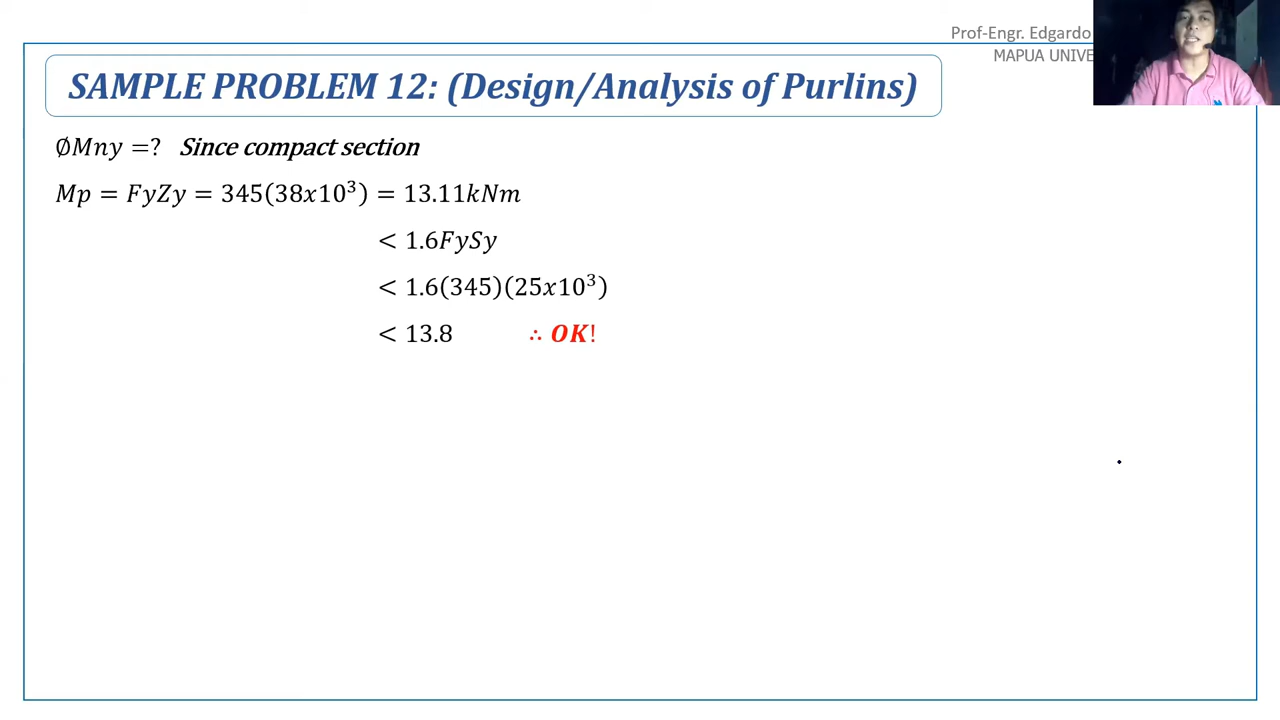 Prof-Engr. Edgardo
MAPUA UNIVE
SAMPLE PROBLEM 12: (Design/Analysis of Purlins)
∅Mny =? Since compact section
Mp = FyZy = 345(38x10³) = 13.11kNm
< 1.6FySy
< 1.6(345)(25x10³)
< 13.8 ∴ OK!